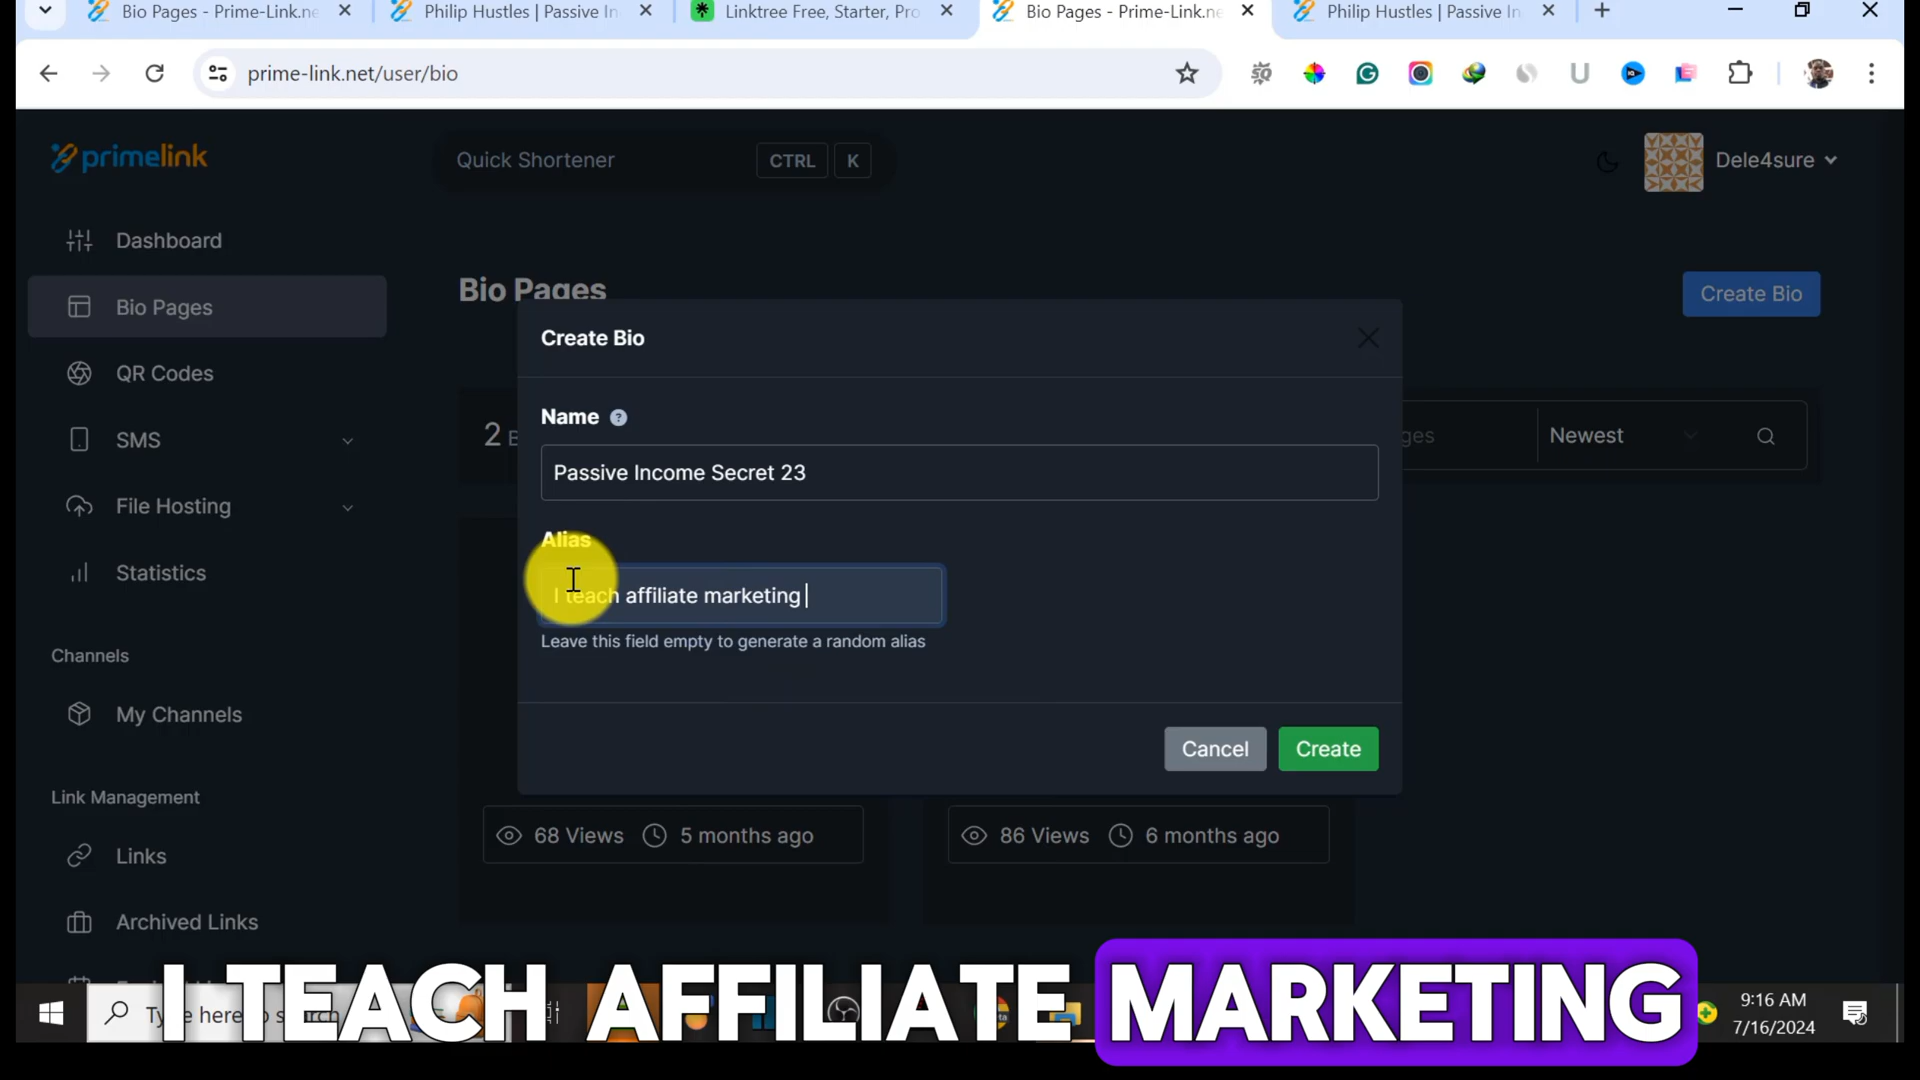 Bio Pages - Prime-Link.ne
Philip Hustles | Passive In
Linktree Free, Starter, Pro
Bio Pages - Prime-Link.ne
Philip Hustles | Passive In
prime-link.net/user/bio
primelink
Quick Shortener
CTRL
K
Dele4sure
Dashboard
Bio Pages
QR Codes
SMS
File Hosting
Statistics
Channels
My Channels
Link Management
Links
Archived Links
Bio Pages
Create Bio
2 B
ges
Newest
Create Bio
Name
Passive Income Secret 23
Alias
I teach affiliate marketing
Leave this field empty to generate a random alias
Cancel
Create
68 Views
5 months ago
86 Views
6 months ago
I TEACH AFFILIATE MARKETING
9:16 AM
7/16/2024